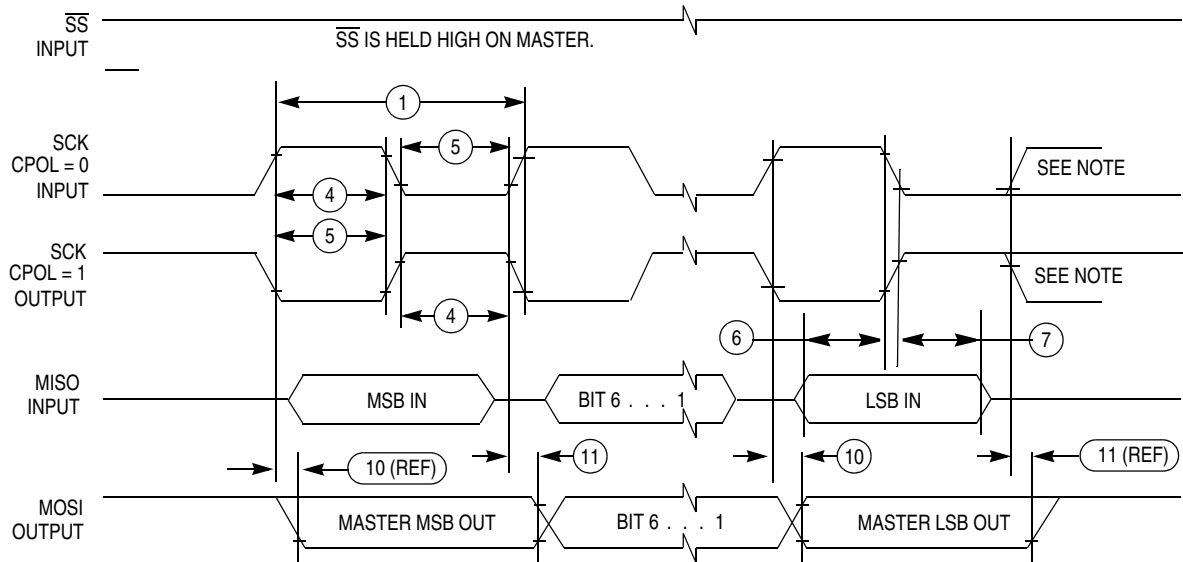 SS
INPUT
SS IS HELD HIGH ON MASTER.
1
SCK
CPOL = 0
INPUT
5
SEE NOTE
4
5
SCK
CPOL = 1
OUTPUT
SEE NOTE
4
6
7
MISO
INPUT
MSB IN
BIT 6 . . . 1
LSB IN
10 (REF)
11
10
11 (REF)
MOSI
OUTPUT
MASTER MSB OUT
BIT 6 . . . 1
MASTER LSB OUT